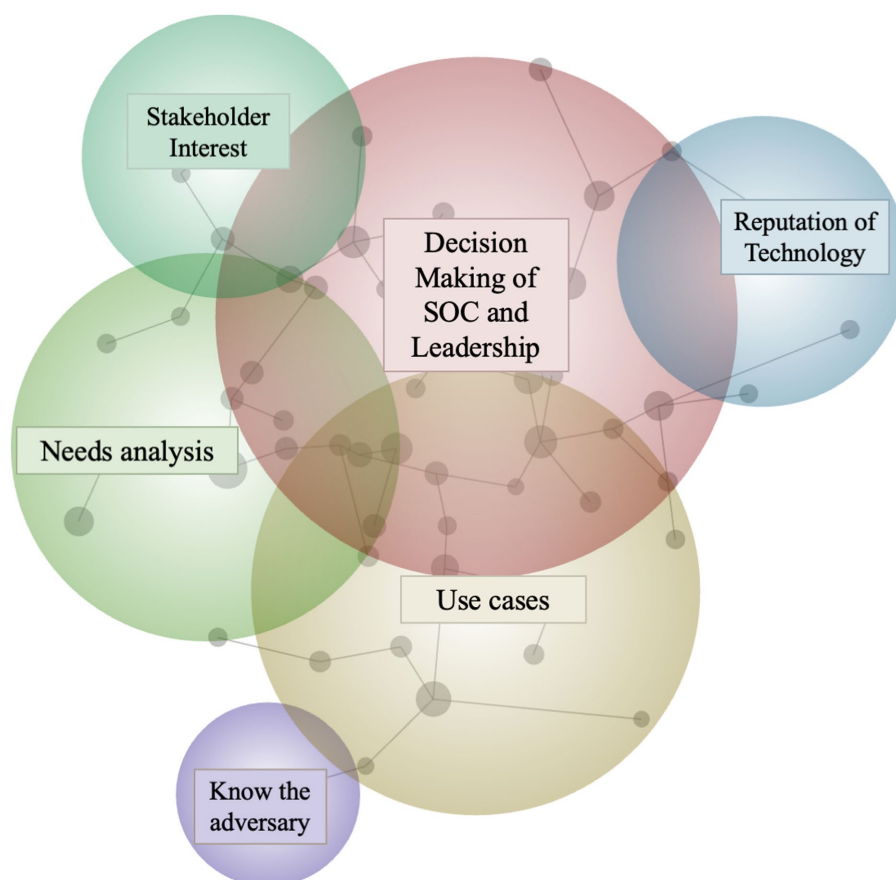 Stakeholder
Interest
Decision
Making of
SOC and
Leadership
Reputation of
Technology
Needs analysis
Use cases
Know the
adversary